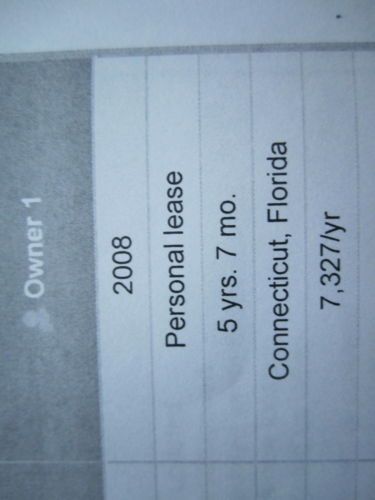 Owner 1
2008
Personal lease
5 yrs. 7 mo.
Connecticut, Florida
7,327/yr